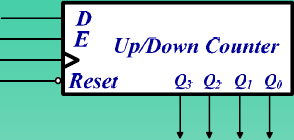 D
E
Up/Down Counter
Reset Q3 Q2 Q1 Q0